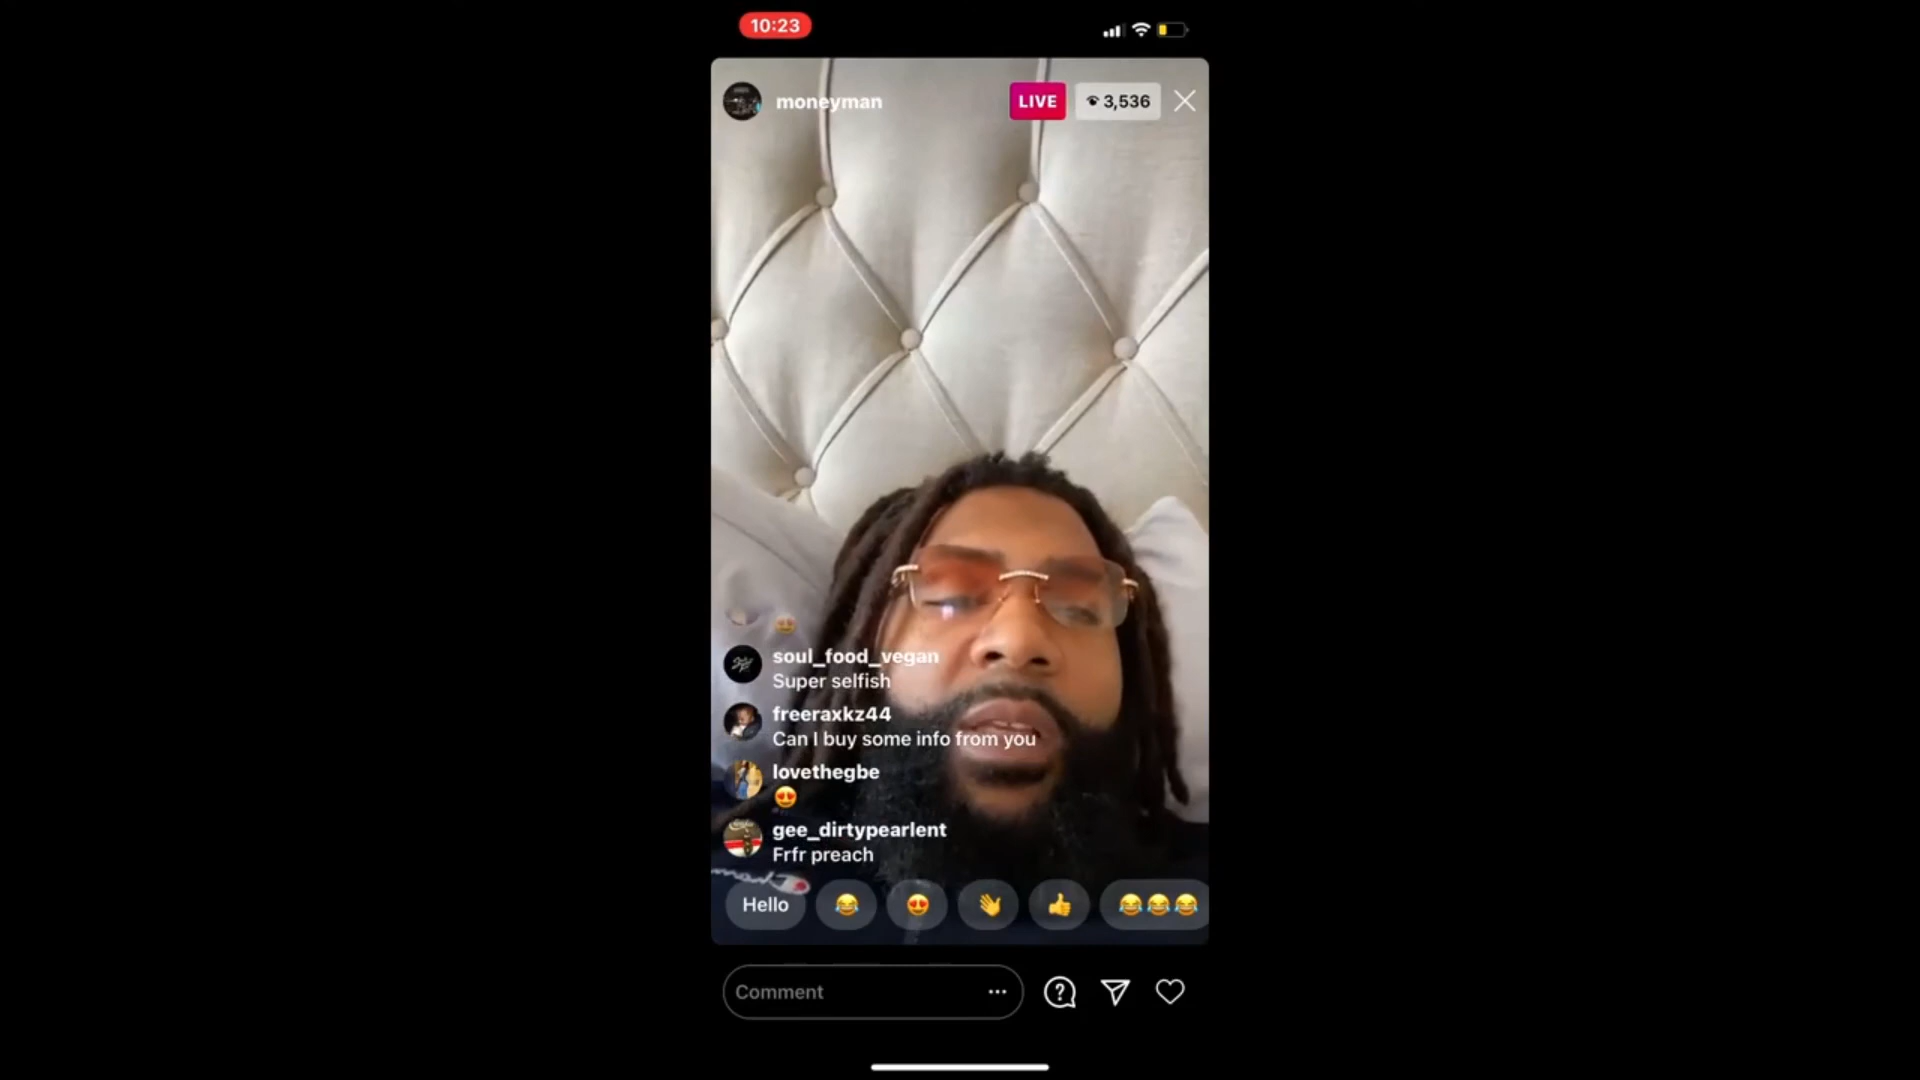 10:23
moneyman
LIVE
3,536
soul_food_vegan
Super selfish
freeraxkz44
Can I buy some info from you
lovethegbe
😍
gee_dirtypearlent
Frfr preach
Hello 😂 😍 👋 👍 😂😂😂
Comment